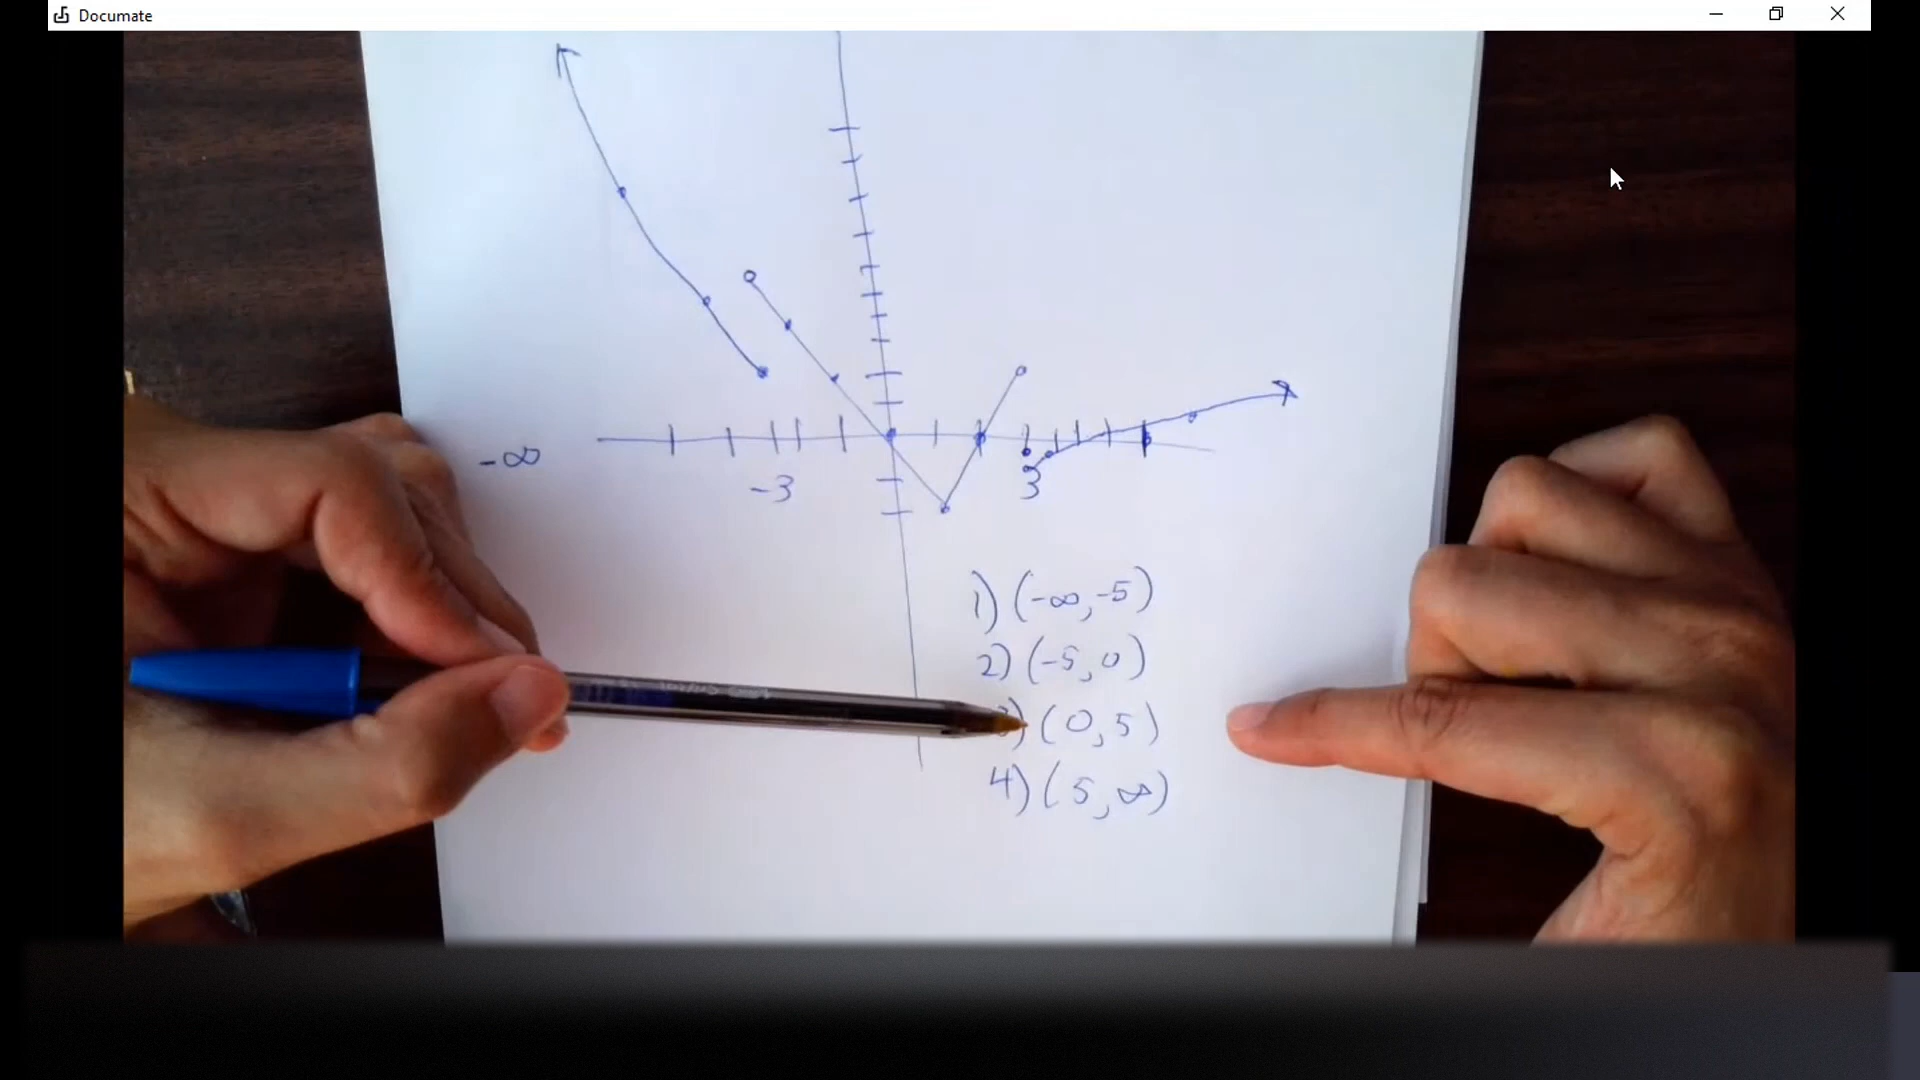 Documate
-∞
-3
3
1) (-∞, -5)
2) (-5, 0)
) (0, 5)
4) (5, ∞)